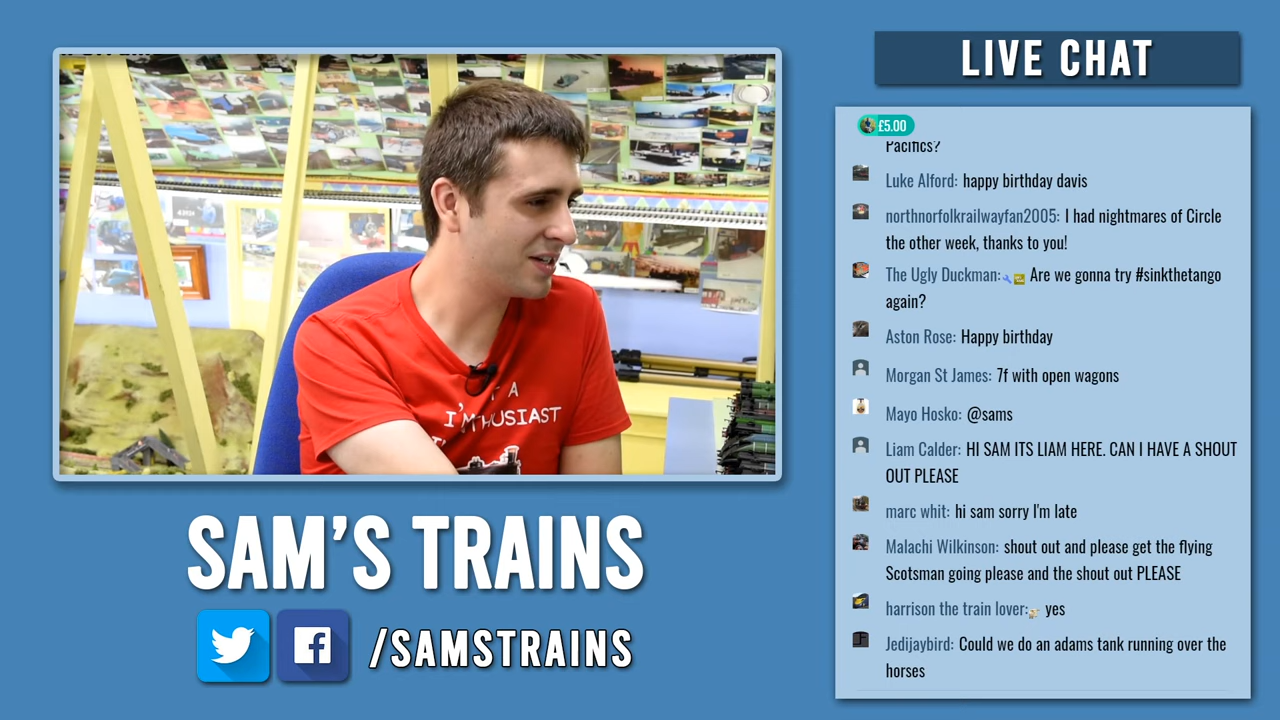 LIVE CHAT
£5.00
Pacifics?
Luke Alford: happy birthday davis
northnorfolkrailwayfan2005: I had nightmares of Circle
the other week, thanks to you!
The Ugly Duckman: Are we gonna try #sinkthetango
again?
Aston Rose: Happy birthday
Morgan St James: 7f with open wagons
Mayo Hosko: @sams
Liam Calder: HI SAM ITS LIAM HERE. CAN I HAVE A SHOUT
OUT PLEASE
marc whit: hi sam sorry I'm late
Malachi Wilkinson: shout out and please get the flying
Scotsman going please and the shout out PLEASE
harrison the train lover: yes
Jedijaybird: Could we do an adams tank running over the
horses
A
I'M
THUSIAST
SAM'S TRAINS
/SAMSTRAINS